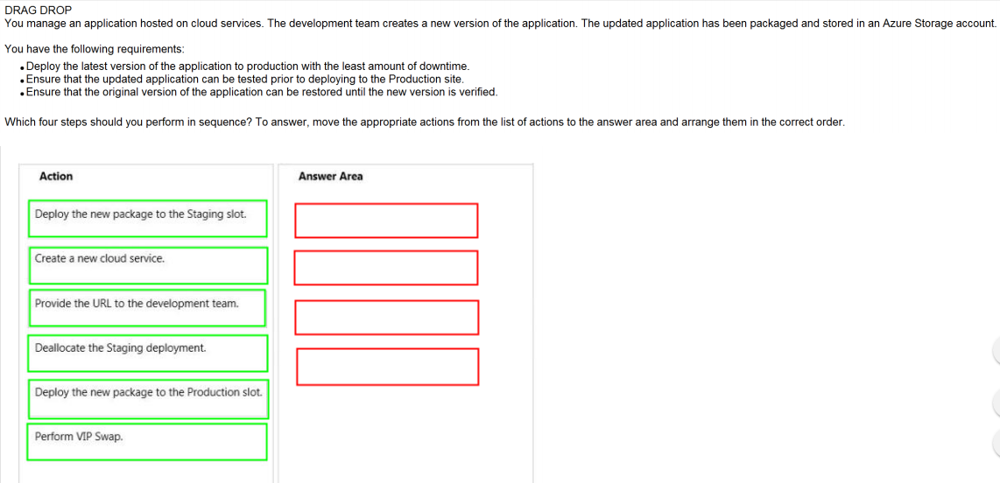 DRAG DROP
You manage an application hosted on cloud services. The development team creates a new version of the application. The updated application has been packaged and stored in an Azure Storage account.
You have the following requirements:
• Deploy the latest version of the application to production with the least amount of downtime.
• Ensure that the updated application can be tested prior to deploying to the Production site.
• Ensure that the original version of the application can be restored until the new version is verified.
Which four steps should you perform in sequence? To answer, move the appropriate actions from the list of actions to the answer area and arrange them in the correct order.
Action
Answer Area
Deploy the new package to the Staging slot.
Create a new cloud service.
Provide the URL to the development team.
Deallocate the Staging deployment.
Deploy the new package to the Production slot.
Perform VIP Swap.